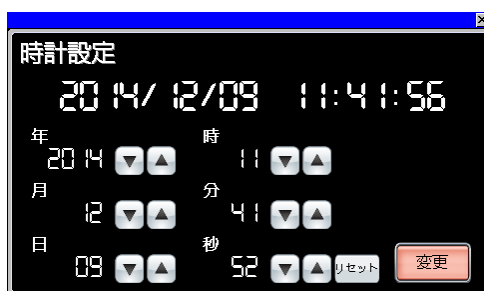 時計設定
2014/12/09 11:41:56
年 時
2014 ▼ ▲ 11 ▼ ▲
月 分
12 ▼ ▲ 41 ▼ ▲
日 秒
09 ▼ ▲ 52 ▼ ▲ リセット 変更